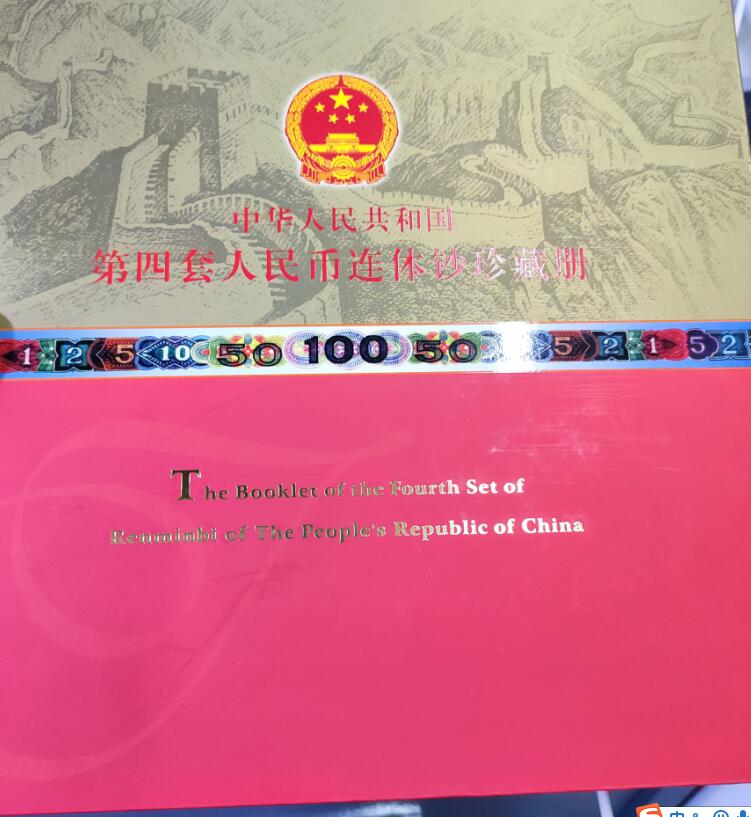 中华人民共和国
第四套人民币连体钞珍藏册
1 2 5 10 50 100 50 5 2 1 5 2
The Booklet of the Fourth Set of
Renminbi of The People's Republic of China
中